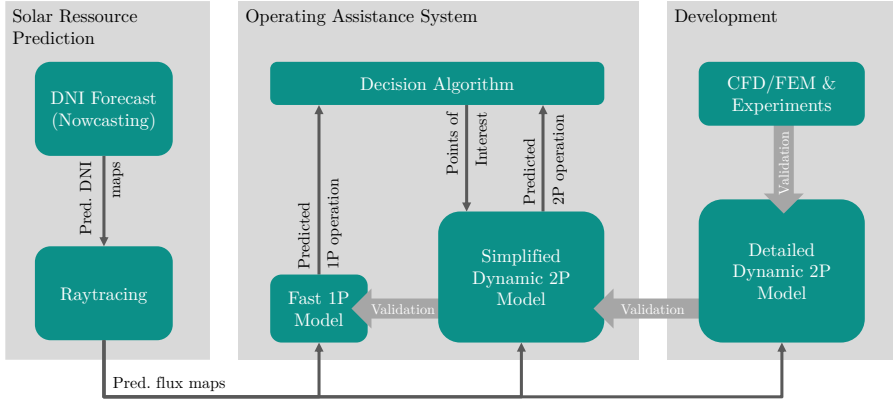 Solar Ressource
Prediction
DNI Forecast
(Nowcasting)
Pred. DNI
maps
Raytracing
Pred. flux maps
Operating Assistance System
Decision Algorithm
Predicted
1P operation
Points of
Interest
Predicted
2P operation
Fast 1P
Model
Validation
Simplified
Dynamic 2P
Model
Validation
Development
CFD/FEM &
Experiments
Validation
Detailed
Dynamic 2P
Model